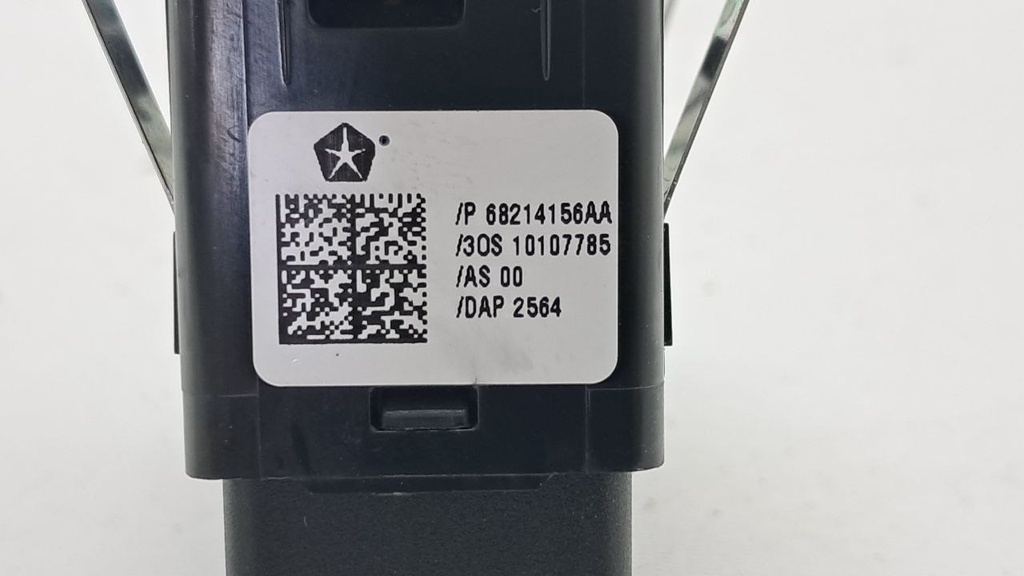 /P 68214156AA
/3OS 10107785
/AS 00
/DAP 2564